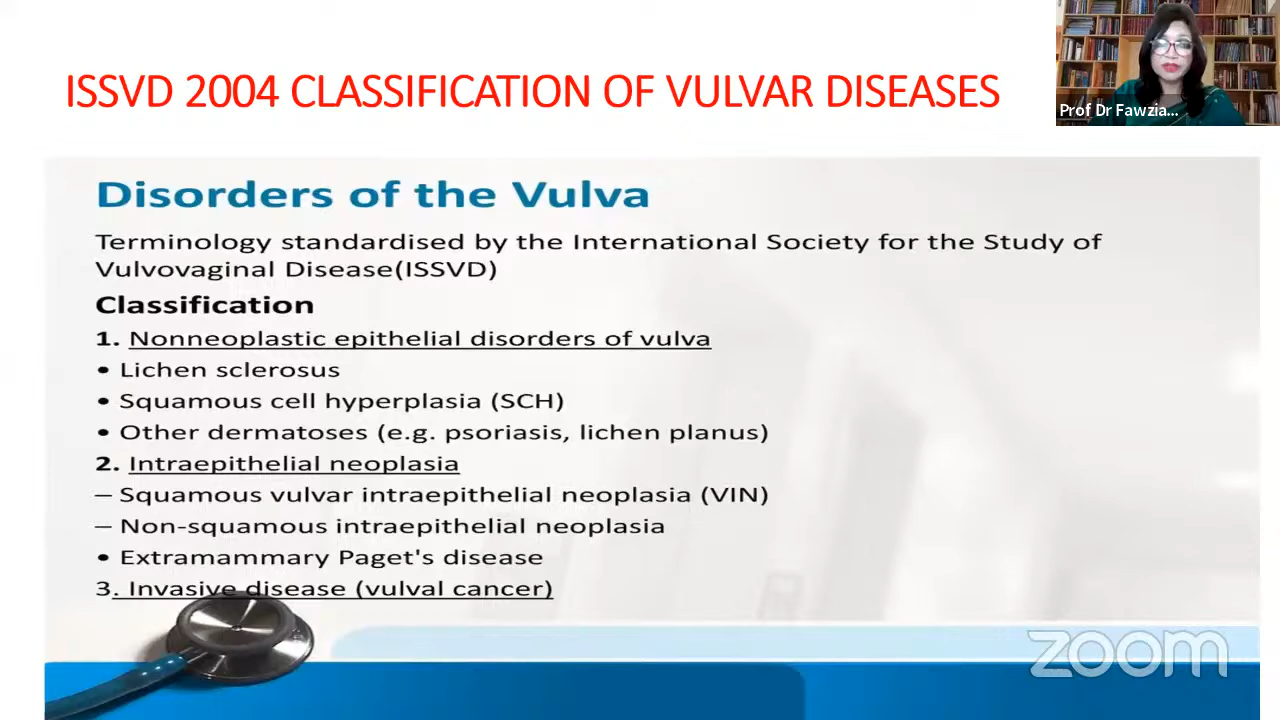 ISSVD 2004 CLASSIFICATION OF VULVAR DISEASES
Prof Dr Fawzia...
Disorders of the Vulva
Terminology standardised by the International Society for the Study of
Vulvovaginal Disease(ISSVD)
Classification
1. Nonneoplastic epithelial disorders of vulva
• Lichen sclerosus
• Squamous cell hyperplasia (SCH)
• Other dermatoses (e.g. psoriasis, lichen planus)
2. Intraepithelial neoplasia
– Squamous vulvar intraepithelial neoplasia (VIN)
– Non-squamous intraepithelial neoplasia
• Extramammary Paget's disease
3. Invasive disease (vulval cancer)
zoom